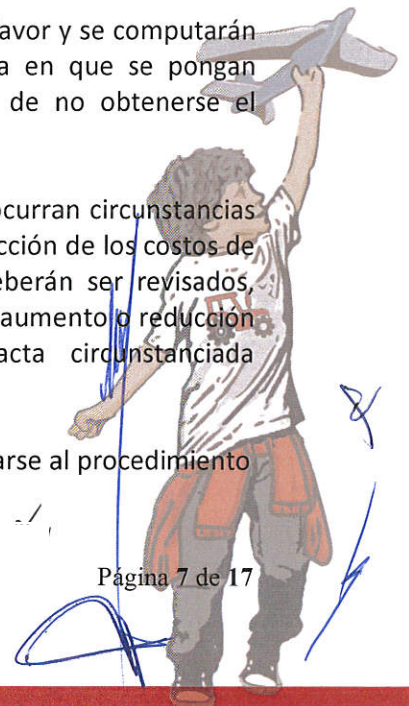 avor y se computarán
a en que se pongan
de no obtenerse el
ocurran circunstancias
cción de los costos de
eberán ser revisados,
aumento o reducción
acta circunstanciada
arse al procedimiento
Página 7 de 17